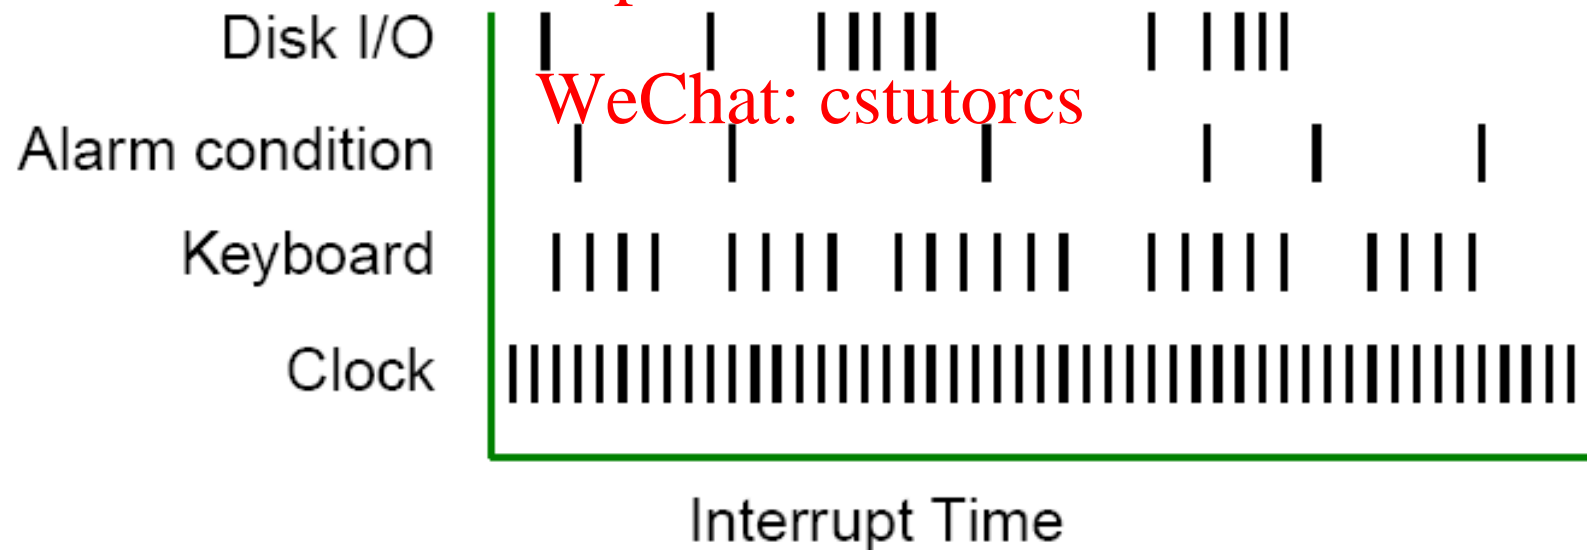 Disk I/O
WeChat: cstutorcs
Alarm condition
Keyboard
Clock
Interrupt Time